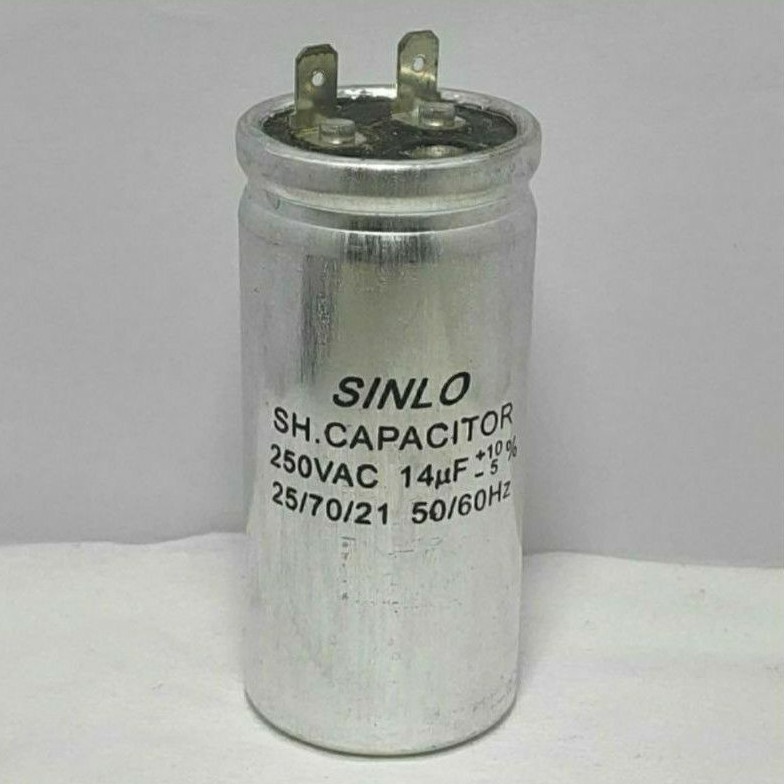 SINLO
SH.CAPACITOR
250VAC 14µF +10 -5 %
25/70/21 50/60Hz